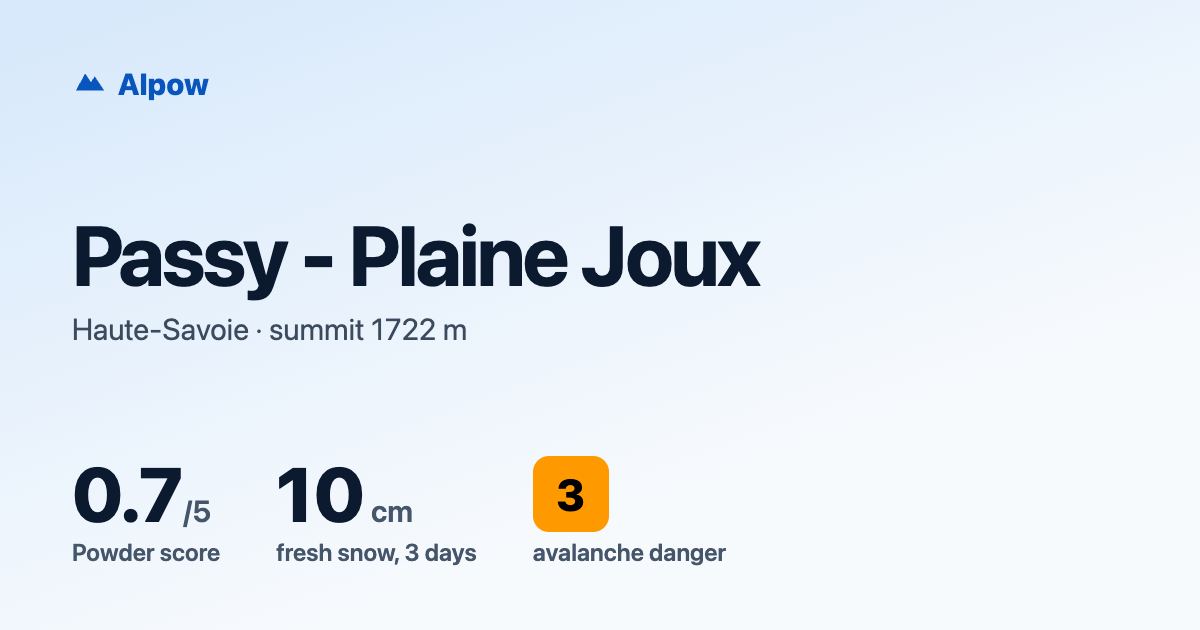 Alpow
Passy - Plaine Joux
Haute-Savoie · summit 1722 m
0.7/5
Powder score
10 cm
fresh snow, 3 days
3
avalanche danger